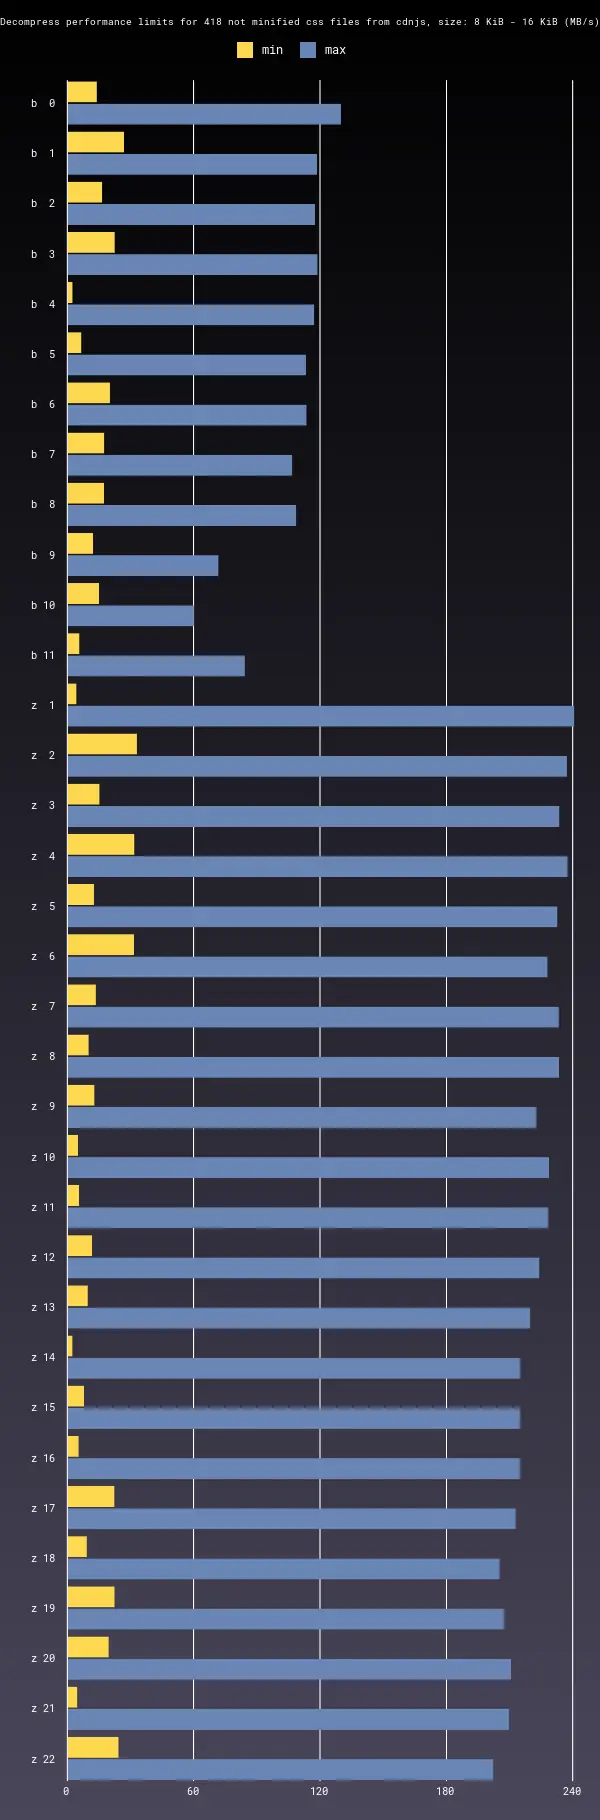 Decompress performance limits for 418 not minified css files from cdnjs, size: 8 KiB - 16 KiB (MB/s)
min max
b 0
b 1
b 2
b 3
b 4
b 5
b 6
b 7
b 8
b 9
b 10
b 11
z 1
z 2
z 3
z 4
z 5
z 6
z 7
z 8
z 9
z 10
z 11
z 12
z 13
z 14
z 15
z 16
z 17
z 18
z 19
z 20
z 21
z 22
0 60 120 180 240